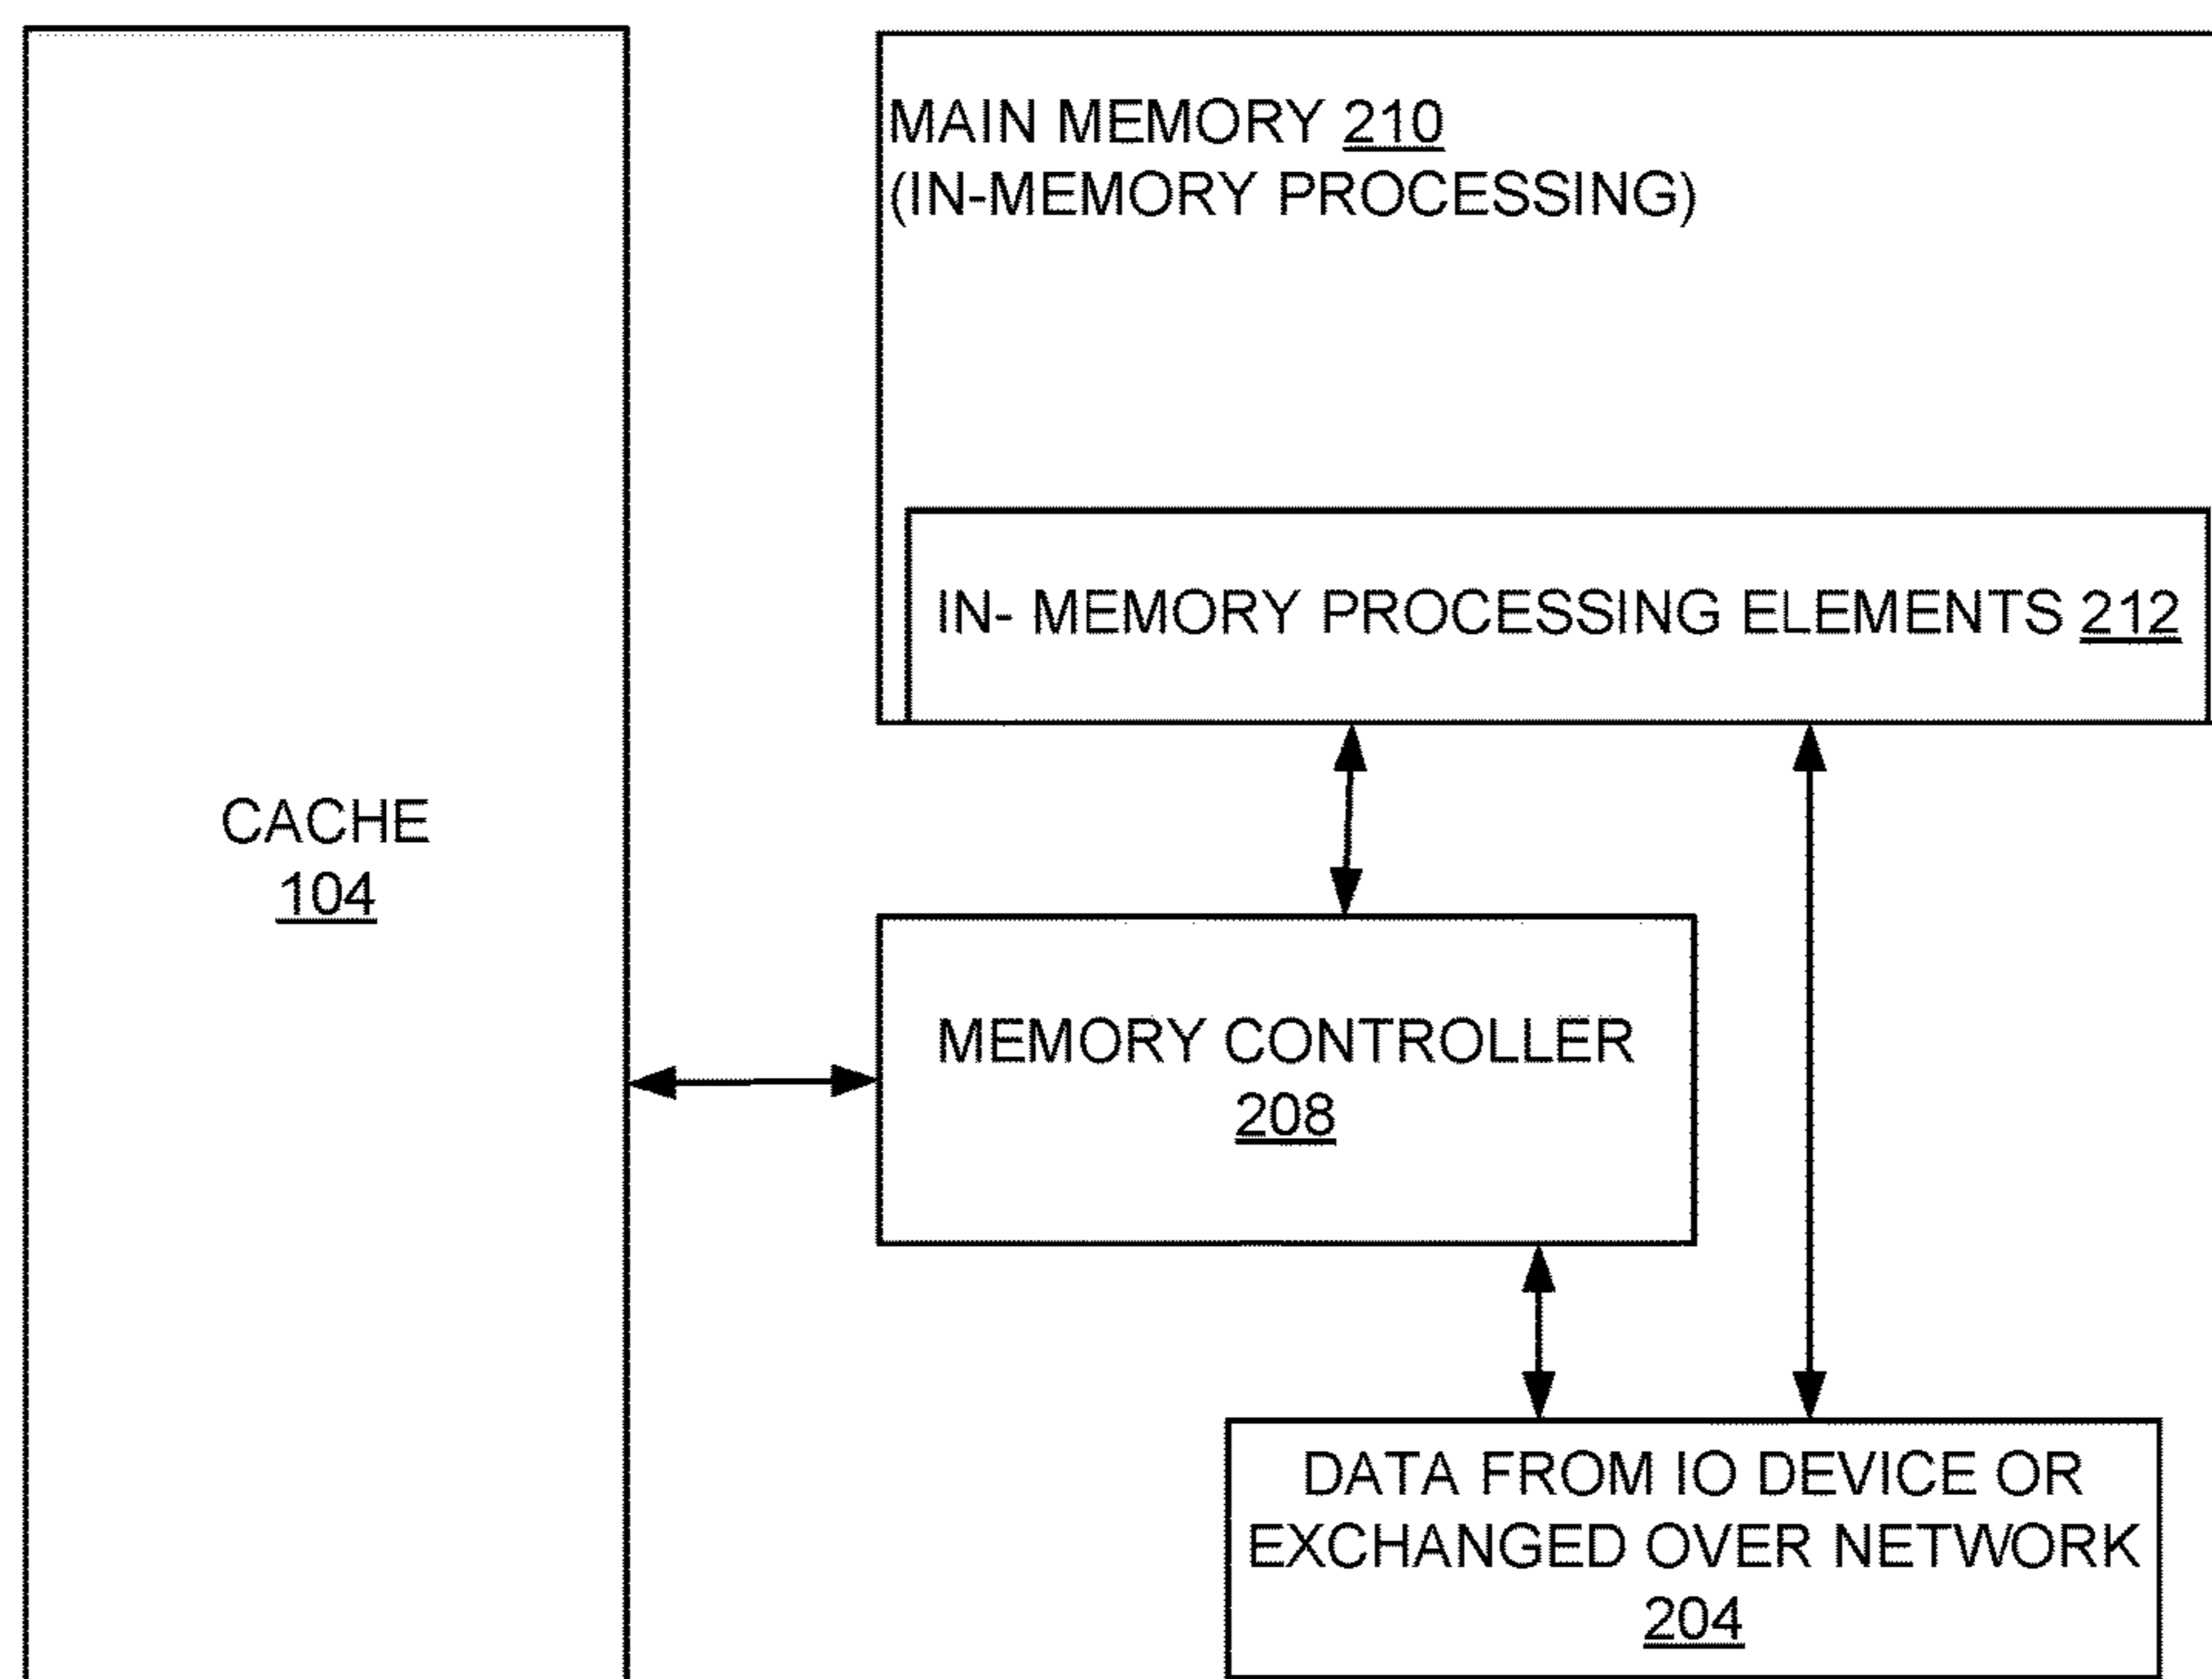 MAIN MEMORY 210
(IN-MEMORY PROCESSING)
IN- MEMORY PROCESSING ELEMENTS 212
CACHE
104
MEMORY CONTROLLER
208
DATA FROM IO DEVICE OR
EXCHANGED OVER NETWORK
204